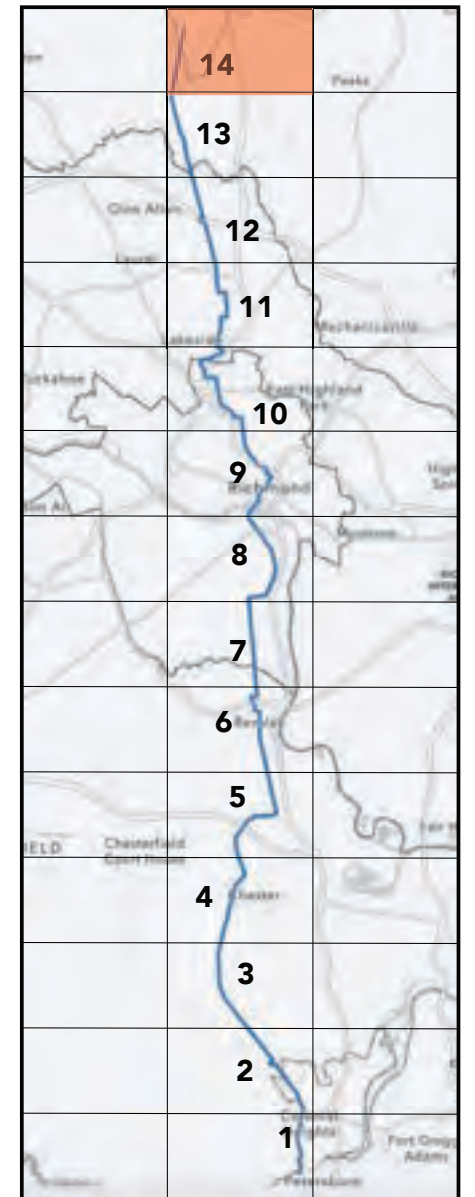 14
Peaks
13
Glen Allen
12
Laurel
11
Mechanicsville
Lakeside
East Highland
Park
10
9
Richmond
8
7
6
5
Chesterfield
Court House
4
Chester
3
2
Colonial
Heights
1
Fort Gregg
Adams
Petersburg